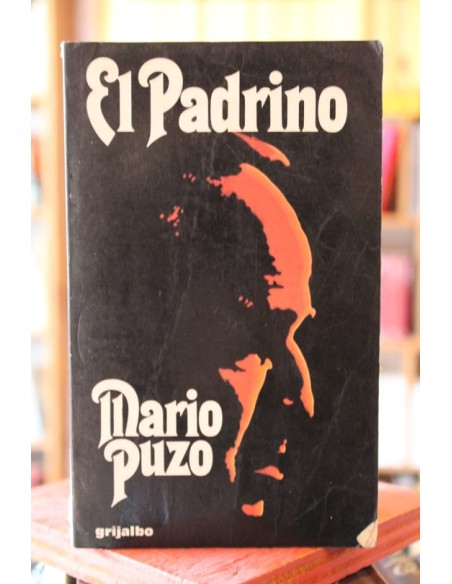 El Padrino
Mario
Puzo
grijalbo